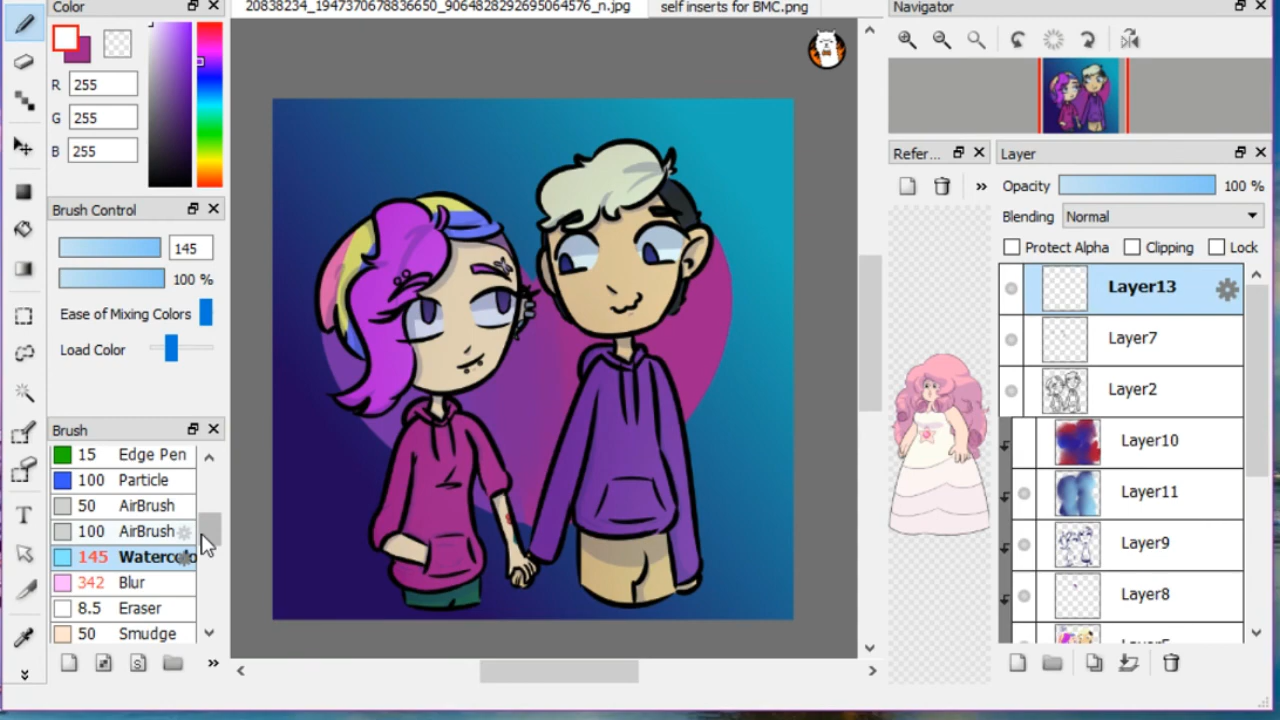 Color
20838234_1947370678836650_9064828292695064576_n.jpg
self inserts for BMC.png
Navigator
R 255
G 255
B 255
Brush Control
145
100 %
Ease of Mixing Colors
Load Color
Brush
15 Edge Pen
100 Particle
50 AirBrush
100 AirBrush
145 Watercolo
342 Blur
8.5 Eraser
50 Smudge
S
T
Refer...
Layer
Opacity 100 %
Blending Normal
Protect Alpha Clipping Lock
Layer13
Layer7
Layer2
Layer10
Layer11
Layer9
Layer8
Layer5